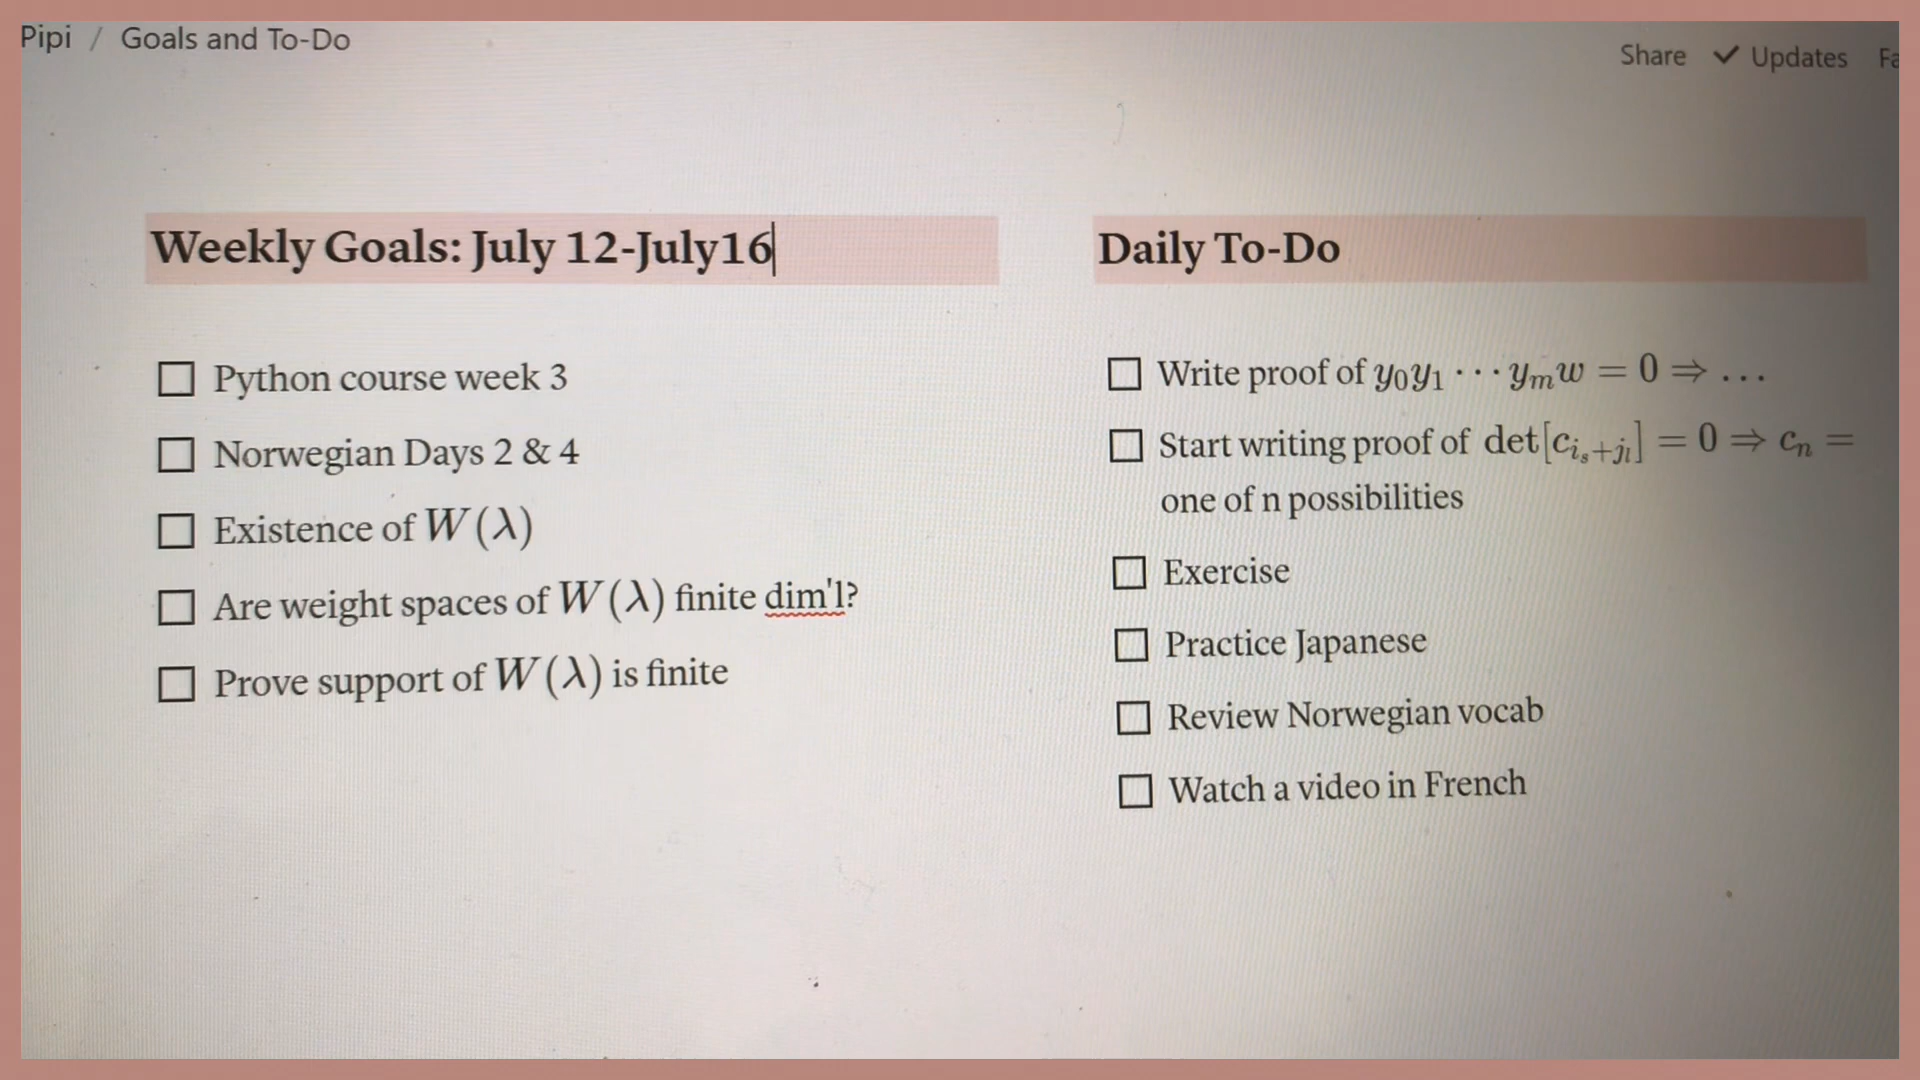 Pipi / Goals and To-Do
Share ✓ Updates
Weekly Goals: July 12-July16
Python course week 3
Norwegian Days 2 & 4
Existence of W(λ)
Are weight spaces of W(λ) finite dim'l?
Prove support of W(λ) is finite
Daily To-Do
Write proof of y₀y₁ ⋯ yₘw = 0 ⇒ …
Start writing proof of det[c_{i_s+j_l}] = 0 ⇒ cₙ =
one of n possibilities
Exercise
Practice Japanese
Review Norwegian vocab
Watch a video in French